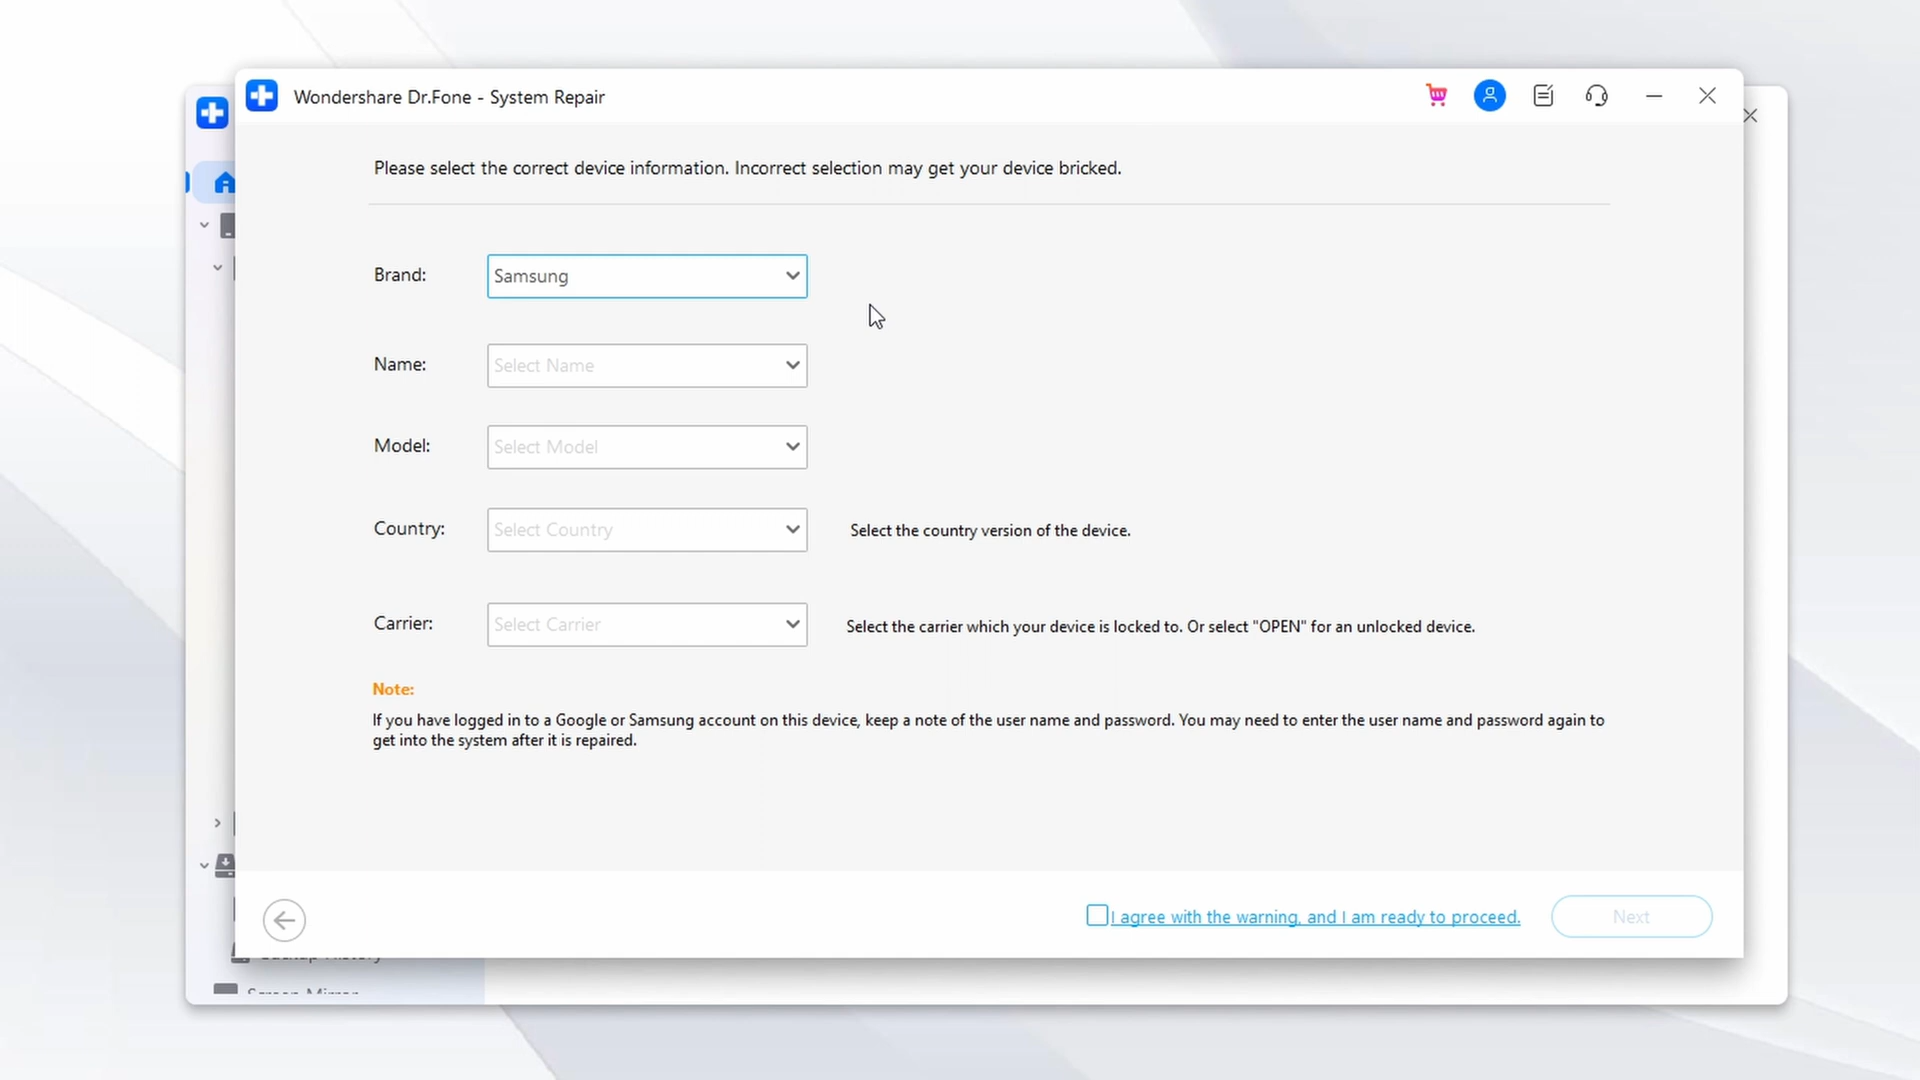 Wondershare Dr.Fone - System Repair
Please select the correct device information. Incorrect selection may get your device bricked.
Brand: Samsung
Name: Select Name
Model: Select Model
Country: Select Country Select the country version of the device.
Carrier: Select Carrier Select the carrier which your device is locked to. Or select "OPEN" for an unlocked device.
Note:
If you have logged in to a Google or Samsung account on this device, keep a note of the user name and password. You may need to enter the user name and password again to
get into the system after it is repaired.
I agree with the warning, and I am ready to proceed. Next
Backup History
Screen Mirror